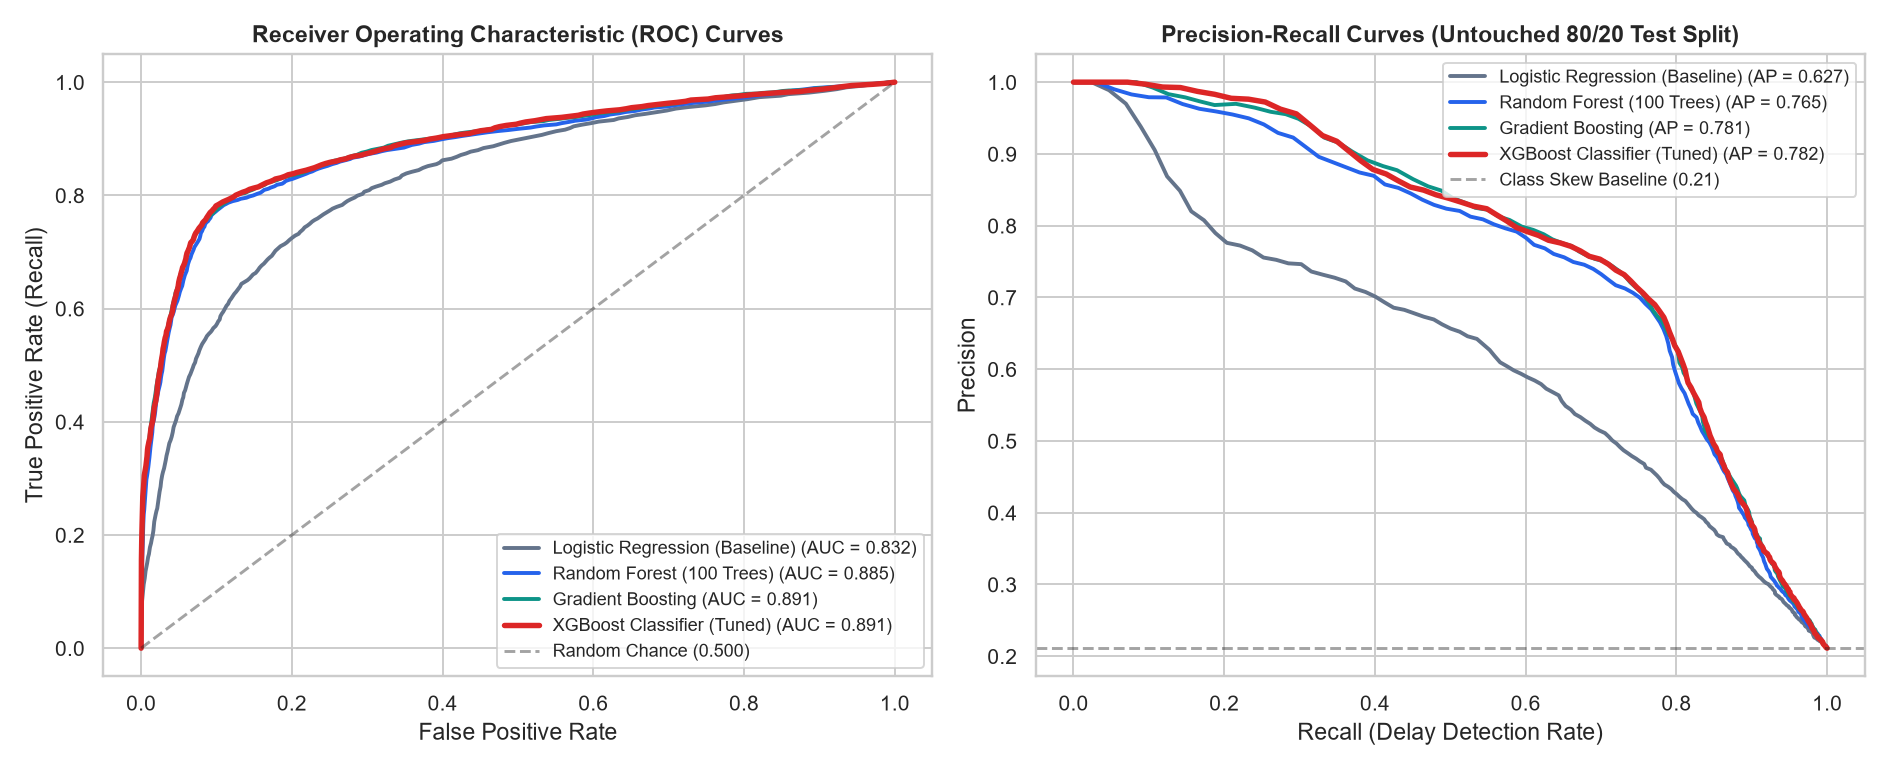 Receiver Operating Characteristic (ROC) Curves
True Positive Rate (Recall)
1.0
0.8
0.6
0.4
0.2
0.0
Logistic Regression (Baseline) (AUC = 0.832)
Random Forest (100 Trees) (AUC = 0.885)
Gradient Boosting (AUC = 0.891)
XGBoost Classifier (Tuned) (AUC = 0.891)
Random Chance (0.500)
0.0 0.2 0.4 0.6 0.8 1.0
False Positive Rate
Precision-Recall Curves (Untouched 80/20 Test Split)
Precision
1.0
0.9
0.8
0.7
0.6
0.5
0.4
0.3
0.2
Logistic Regression (Baseline) (AP = 0.627)
Random Forest (100 Trees) (AP = 0.765)
Gradient Boosting (AP = 0.781)
XGBoost Classifier (Tuned) (AP = 0.782)
Class Skew Baseline (0.21)
0.0 0.2 0.4 0.6 0.8 1.0
Recall (Delay Detection Rate)